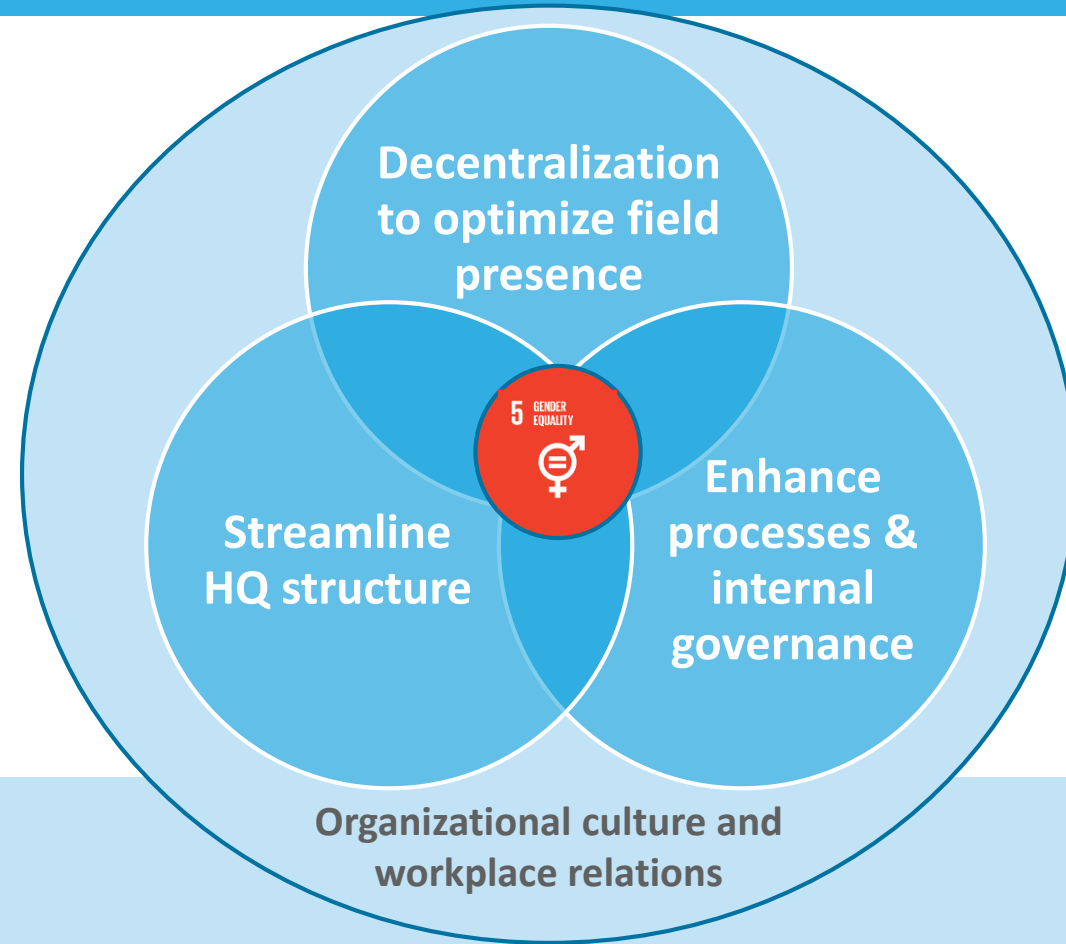 Decentralization
to optimize field
presence
5 GENDER
EQUALITY
Streamline
HQ structure
Enhance
processes &
internal
governance
Organizational culture and
workplace relations